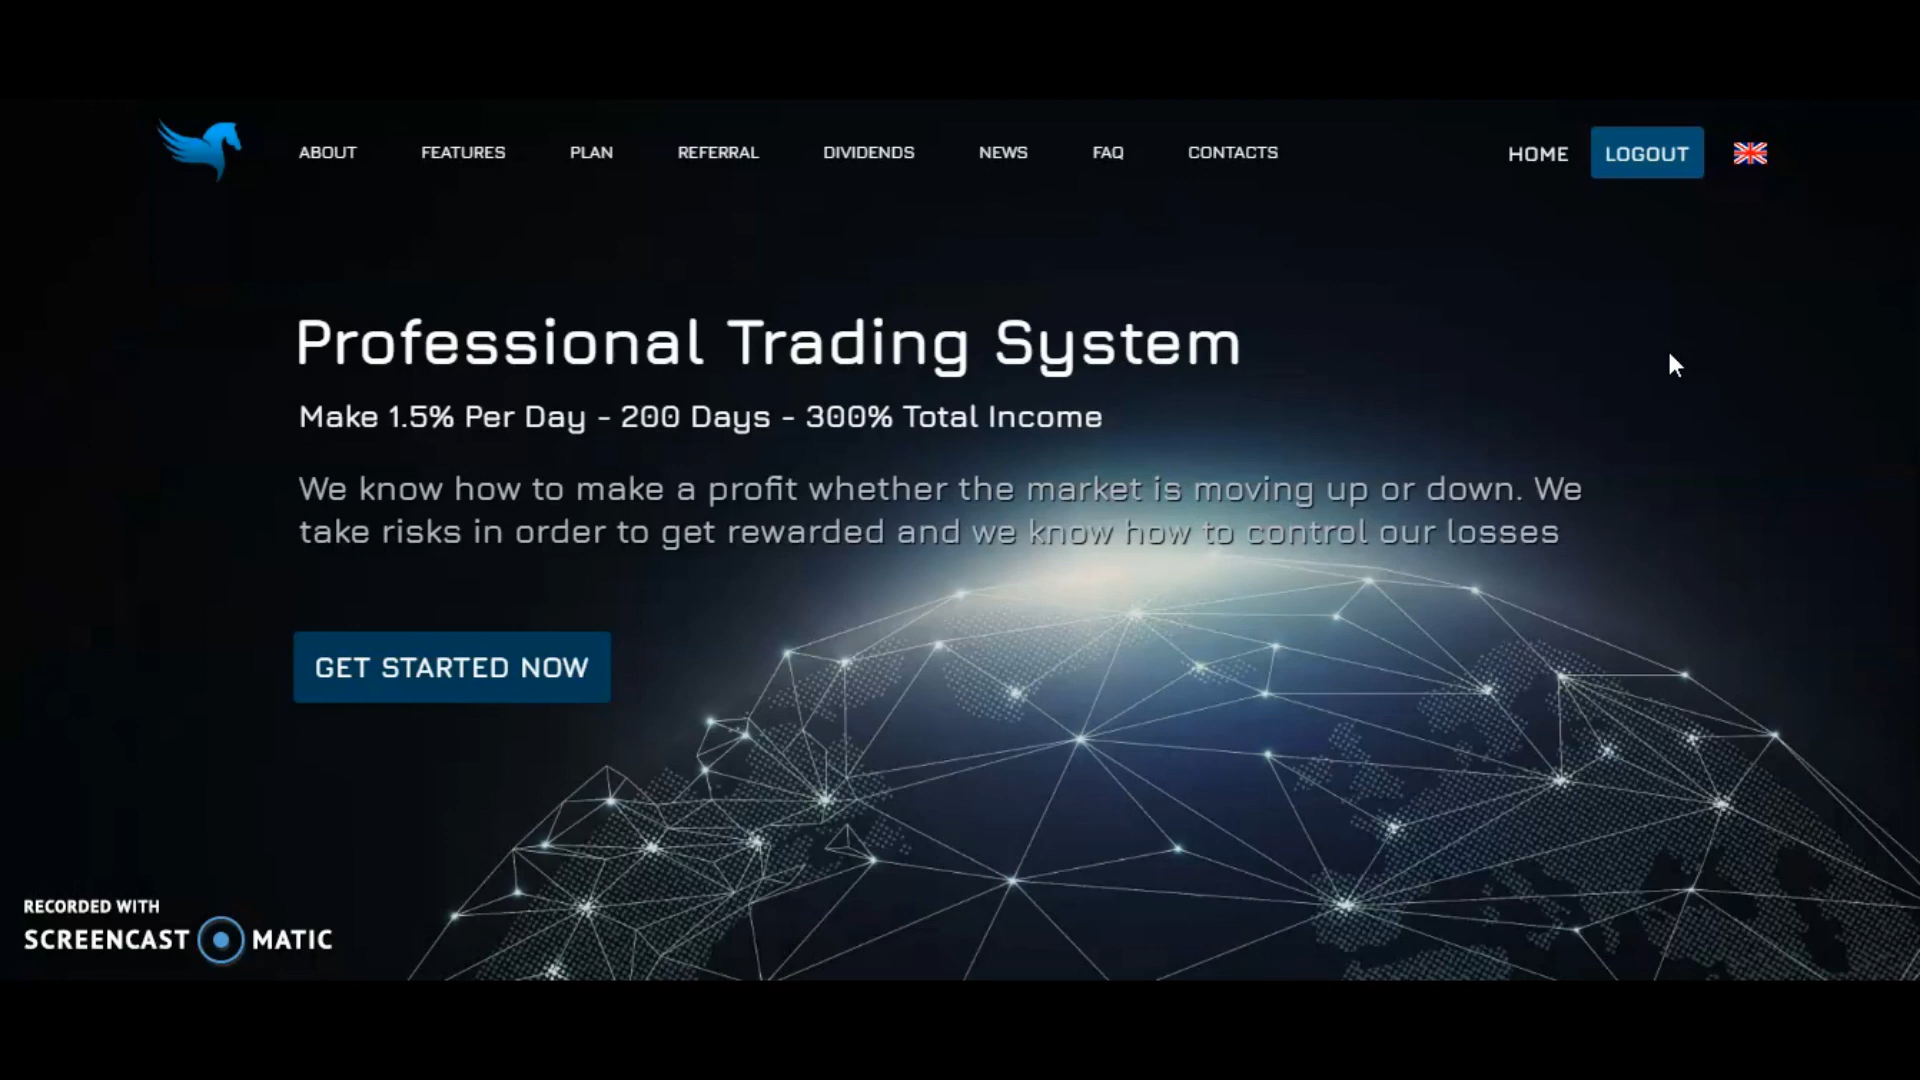 ABOUT FEATURES PLAN REFERRAL DIVIDENDS NEWS FAQ CONTACTS HOME LOGOUT
Professional Trading System
Make 1.5% Per Day - 200 Days - 300% Total Income
We know how to make a profit whether the market is moving up or down. We
take risks in order to get rewarded and we know how to control our losses
GET STARTED NOW
RECORDED WITH
SCREENCAST MATIC